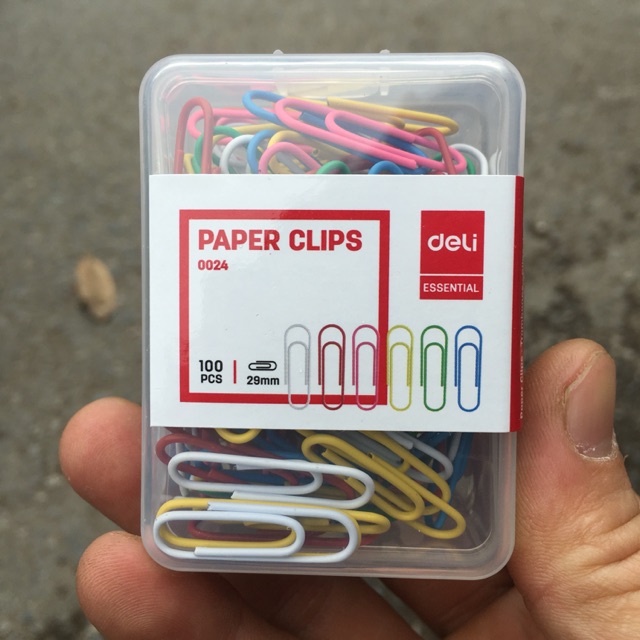 PAPER CLIPS
0024
deli
ESSENTIAL
100
PCS
29mm